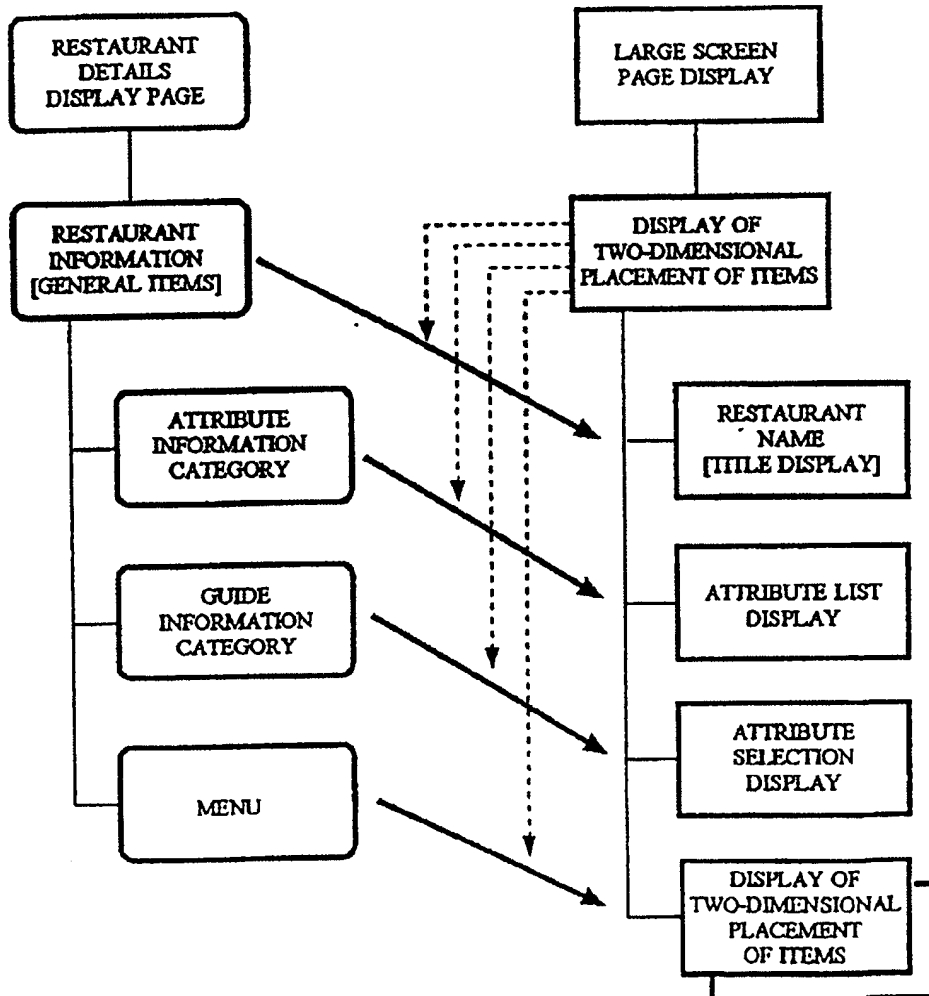 RESTAURANT
DETAILS
DISPLAY PAGE
LARGE SCREEN
PAGE DISPLAY
RESTAURANT
INFORMATION
[GENERAL ITEMS]
DISPLAY OF
TWO-DIMENSIONAL
PLACEMENT OF ITEMS
ATTRIBUTE
INFORMATION
CATEGORY
RESTAURANT
NAME
[TITLE DISPLAY]
GUIDE
INFORMATION
CATEGORY
ATTRIBUTE LIST
DISPLAY
MENU
ATTRIBUTE
SELECTION
DISPLAY
DISPLAY OF
TWO-DIMENSIONAL
PLACEMENT
OF ITEMS